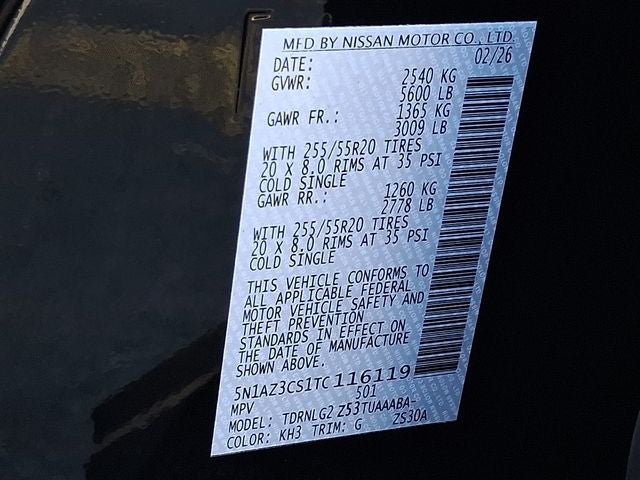 MFD BY NISSAN MOTOR CO., LTD.
DATE: 02/26
GVWR: 2540 KG
5600 LB
GAWR FR.: 1365 KG
3009 LB
WITH 255/55R20 TIRES
20 X 8.0 RIMS AT 35 PSI
COLD SINGLE
GAWR RR.: 1260 KG
2778 LB
WITH 255/55R20 TIRES
20 X 8.0 RIMS AT 35 PSI
COLD SINGLE
THIS VEHICLE CONFORMS TO
ALL APPLICABLE FEDERAL
MOTOR VEHICLE SAFETY AND
THEFT PREVENTION
STANDARDS IN EFFECT ON
THE DATE OF MANUFACTURE
SHOWN ABOVE.
5N1AZ3CS1TC116119
MPV 501
MODEL: TDRNLG2 Z53TUAAABA-
COLOR: KH3 TRIM: G ZS30A